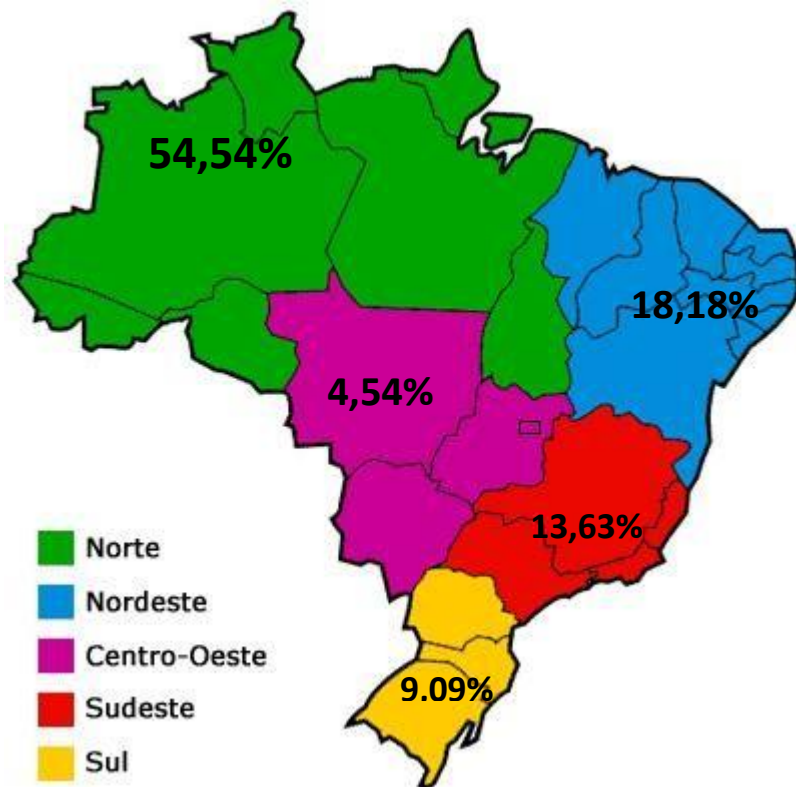 54,54%
18,18%
4,54%
13,63%
9.09%
Norte
Nordeste
Centro-Oeste
Sudeste
Sul